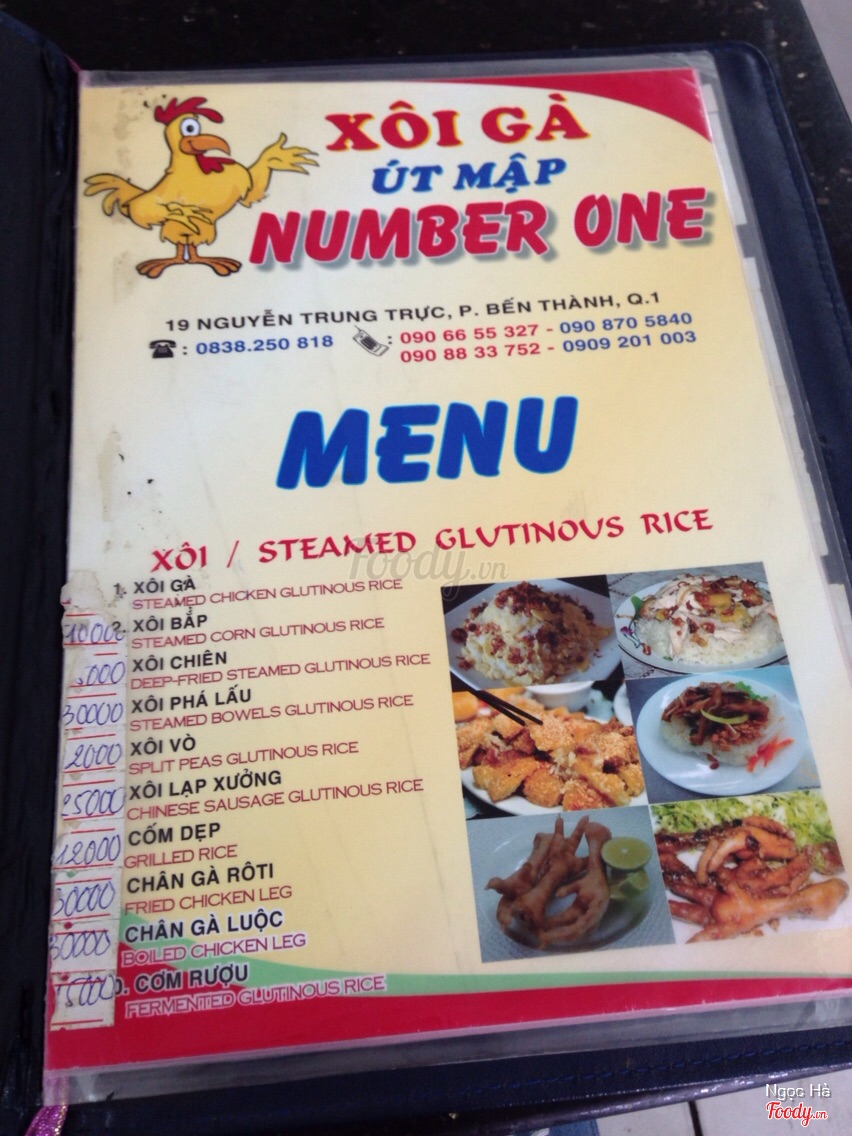 XÔI GÀ
ÚT MẬP
NUMBER ONE
19 NGUYỄN TRUNG TRỰC, P. BẾN THÀNH, Q.1
: 0838.250 818 : 090 66 55 327 - 090 870 5840
090 88 33 752 - 0909 201 003
MENU
XÔI / STEAMED GLUTINOUS RICE
Foody.vn
1. XÔI GÀ
STEAMED CHICKEN GLUTINOUS RICE
2. XÔI BẮP
STEAMED CORN GLUTINOUS RICE
XÔI CHIÊN
DEEP-FRIED STEAMED GLUTINOUS RICE
30000 XÔI PHÁ LẤU
STEAMED BOWELS GLUTINOUS RICE
XÔI VÒ
2000 SPLIT PEAS GLUTINOUS RICE
XÔI LẠP XƯỞNG
25000 CHINESE SAUSAGE GLUTINOUS RICE
CỐM DẸP
12000 GRILLED RICE
CHÂN GÀ RÔTI
30000 FRIED CHICKEN LEG
CHÂN GÀ LUỘC
BOILED CHICKEN LEG
CƠM RƯỢU
FERMENTED GLUTINOUS RICE
Ngọc Hà
Foody.vn